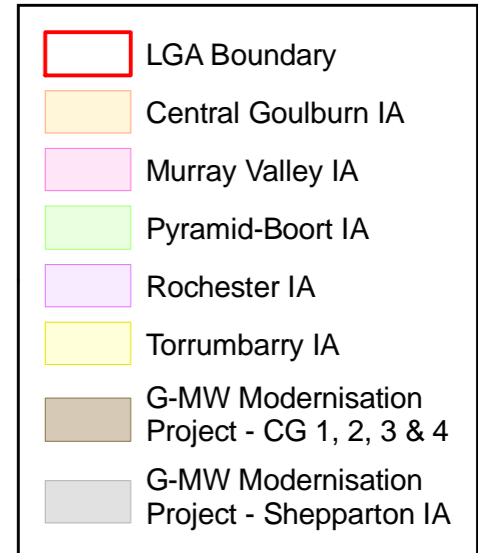 LGA Boundary
Central Goulburn IA
Murray Valley IA
Pyramid-Boort IA
Rochester IA
Torrumbarry IA
G-MW Modernisation
Project - CG 1, 2, 3 & 4
G-MW Modernisation
Project - Shepparton IA